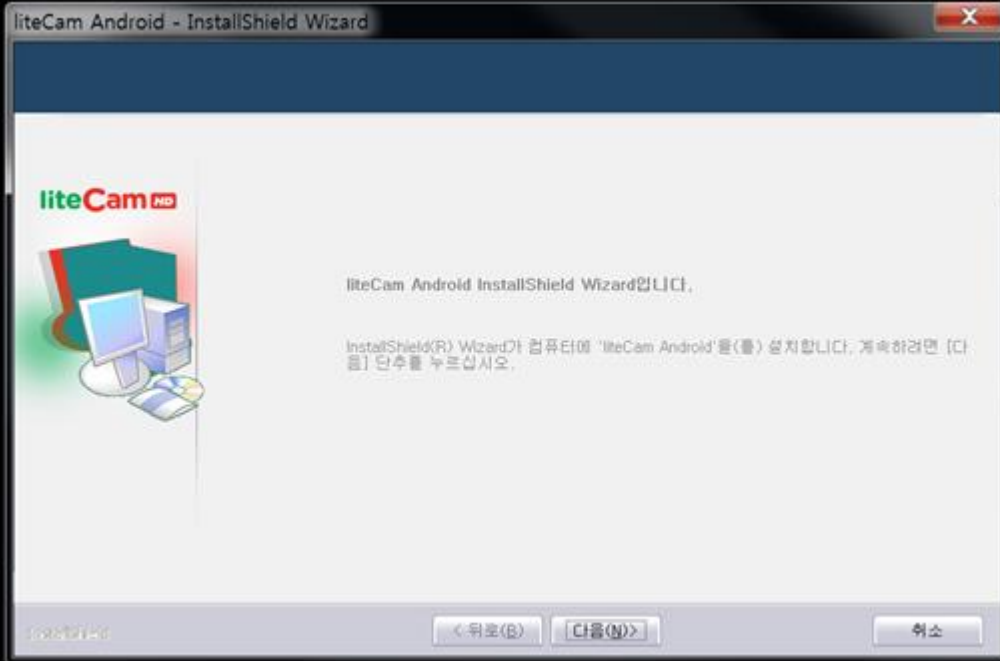 liteCam Android - InstallShield Wizard
liteCam HD
liteCam Android InstallShield Wizard입니다.
InstallShield(R) Wizard가 컴퓨터에 'liteCam Android'을(를) 설치합니다. 계속하려면 [다
음] 단추를 누르십시오.
InstallShield
< 뒤로(B)
다음(N)>
취소